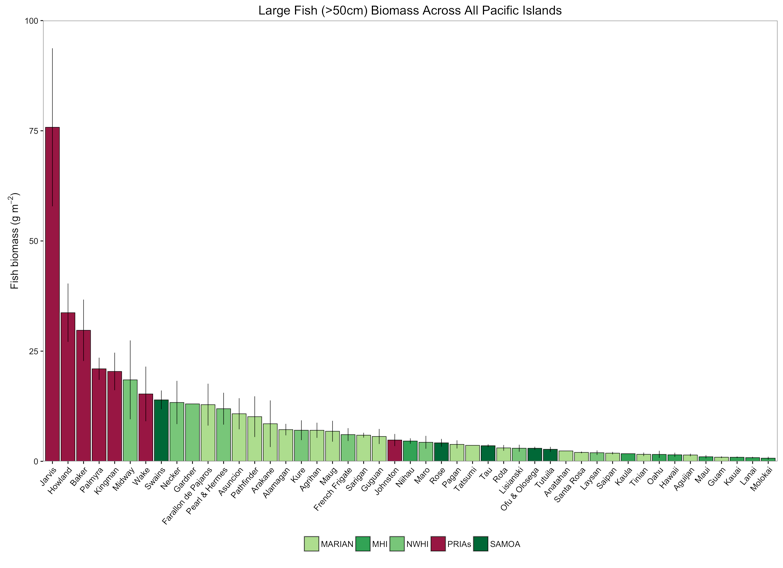 Large Fish (>50cm) Biomass Across All Pacific Islands
100
75
50
25
0
Fish biomass (g m⁻²)
Jarvis
Howland
Baker
Palmyra
Kingman
Midway
Wake
Swains
Necker
Gardner
Farallon de Pajaros
Pearl & Hermes
Asuncion
Pathfinder
Arakane
Alamagan
Kure
Agrihan
Maug
French Frigate
Sarigan
Guguan
Johnston
Niihau
Maro
Rose
Pagan
Tatsumi
Tau
Rota
Lisianski
Ofu & Olosega
Tutuila
Anatahan
Santa Rosa
Laysan
Saipan
Kaula
Tinian
Oahu
Hawaii
Aguijan
Maui
Guam
Kauai
Lanai
Molokai
MARIAN MHI NWHI PRIAs SAMOA